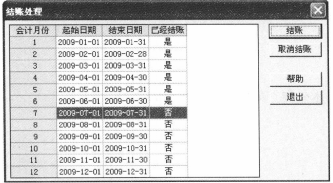 结账处理
会计月份 起始日期 结束日期 已经结账
1 2009-01-01 2009-01-31 是
2 2009-02-01 2009-02-28 是
3 2009-03-01 2009-03-31 是
4 2009-04-01 2009-04-30 是
5 2009-05-01 2009-05-31 是
6 2009-06-01 2009-06-30 是
7 2009-07-01 2009-07-31 否
8 2009-08-01 2009-08-31 否
9 2009-09-01 2009-09-30 否
10 2009-10-01 2009-10-31 否
11 2009-11-01 2009-11-30 否
12 2009-12-01 2009-12-31 否
结账
取消结账
帮助
退出